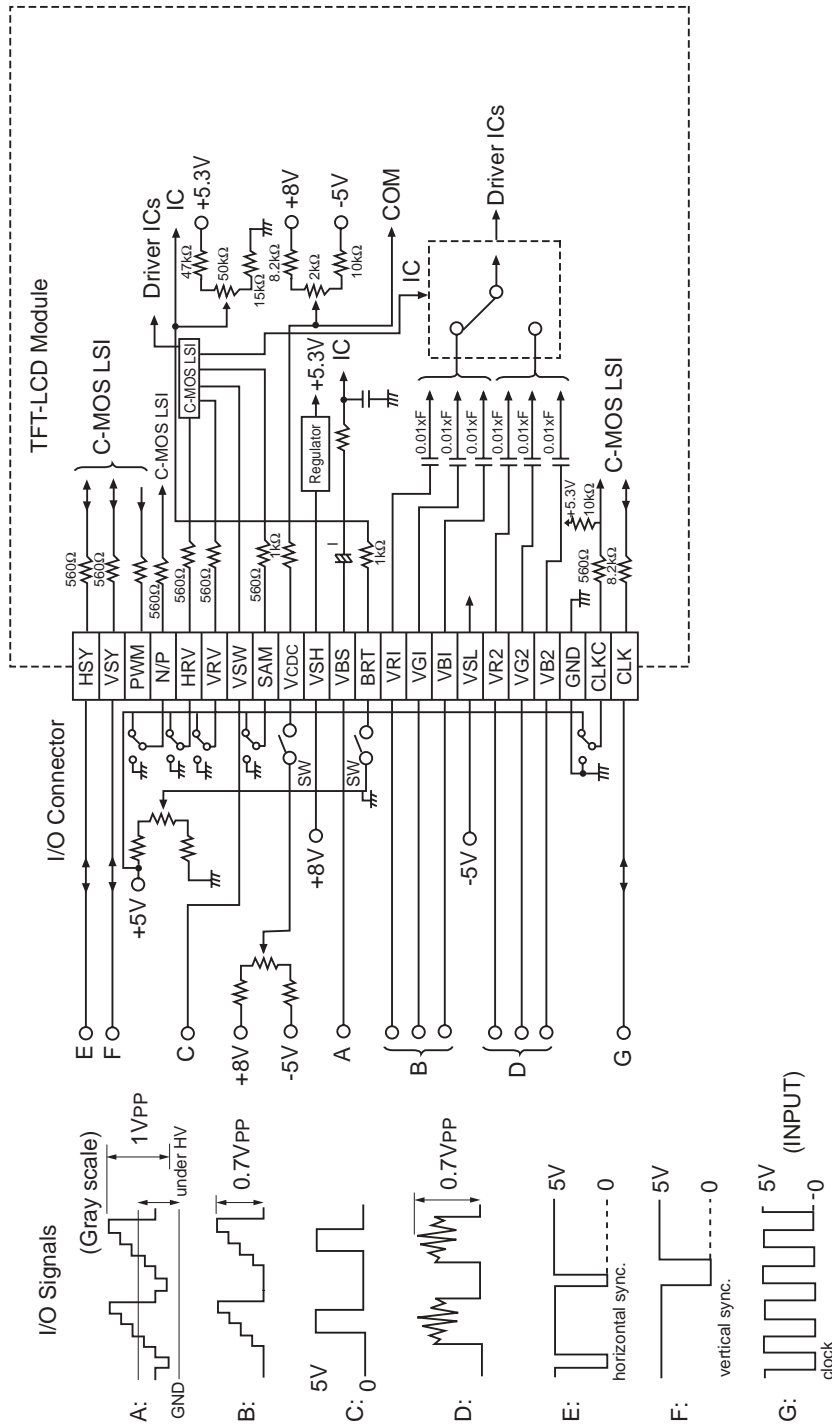 TFT-LCD Module
Driver ICs
IC
C-MOS LSI
C-MOS LSI
C-MOS LSI
560Ω
560Ω
560Ω
560Ω
560Ω
560Ω
1kΩ
1kΩ
47kΩ
+5.3V
50kΩ
15kΩ
8.2kΩ
+8V
2kΩ
10kΩ
-5V
COM
Regulator
+5.3V
IC
IC
Driver ICs
0.01xF
0.01xF
0.01xF
0.01xF
0.01xF
0.01xF
+5.3V
10kΩ
560Ω
8.2kΩ
C-MOS LSI
I/O Connector
HSY
VSY
PWM
N/P
HRV
VRV
VSW
SAM
VCDC
VSH
VBS
BRT
VRI
VGI
VBI
VSL
VR2
VG2
VB2
GND
CLKC
CLK
+5V
SW
SW
+8V
-5V
+8V
-5V
E
F
C
A
B
D
G
I/O Signals
(Gray scale)
A:
GND
1VPP
under HV
B:
0.7VPP
C:
5V
0
D:
0.7VPP
E:
5V
0
horizontal sync.
F:
5V
0
vertical sync.
G:
5V
0
(INPUT)
clock